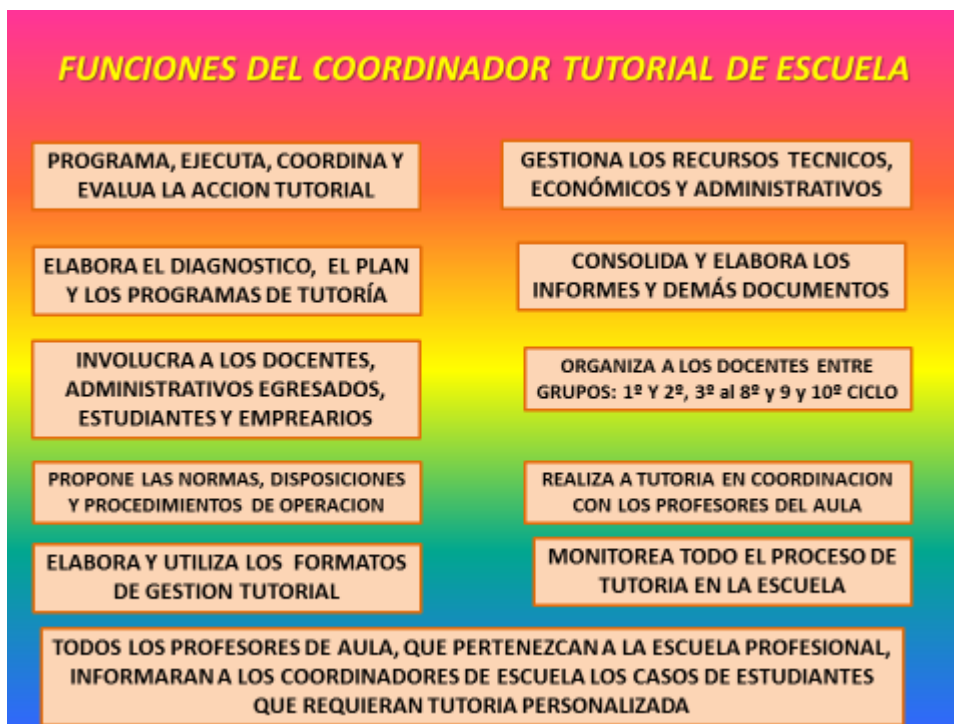 FUNCIONES DEL COORDINADOR TUTORIAL DE ESCUELA
PROGRAMA, EJECUTA, COORDINA Y
EVALUA LA ACCION TUTORIAL
GESTIONA LOS RECURSOS TECNICOS,
ECONÓMICOS Y ADMINISTRATIVOS
ELABORA EL DIAGNOSTICO, EL PLAN
Y LOS PROGRAMAS DE TUTORÍA
CONSOLIDA Y ELABORA LOS
INFORMES Y DEMÁS DOCUMENTOS
INVOLUCRA A LOS DOCENTES,
ADMINISTRATIVOS EGRESADOS,
ESTUDIANTES Y EMPREARIOS
ORGANIZA A LOS DOCENTES ENTRE
GRUPOS: 1º Y 2º, 3º al 8º y 9 y 10º CICLO
PROPONE LAS NORMAS, DISPOSICIONES
Y PROCEDIMIENTOS DE OPERACION
REALIZA A TUTORIA EN COORDINACION
CON LOS PROFESORES DEL AULA
ELABORA Y UTILIZA LOS FORMATOS
DE GESTION TUTORIAL
MONITOREA TODO EL PROCESO DE
TUTORIA EN LA ESCUELA
TODOS LOS PROFESORES DE AULA, QUE PERTENEZCAN A LA ESCUELA PROFESIONAL,
INFORMARAN A LOS COORDINADORES DE ESCUELA LOS CASOS DE ESTUDIANTES
QUE REQUIERAN TUTORIA PERSONALIZADA